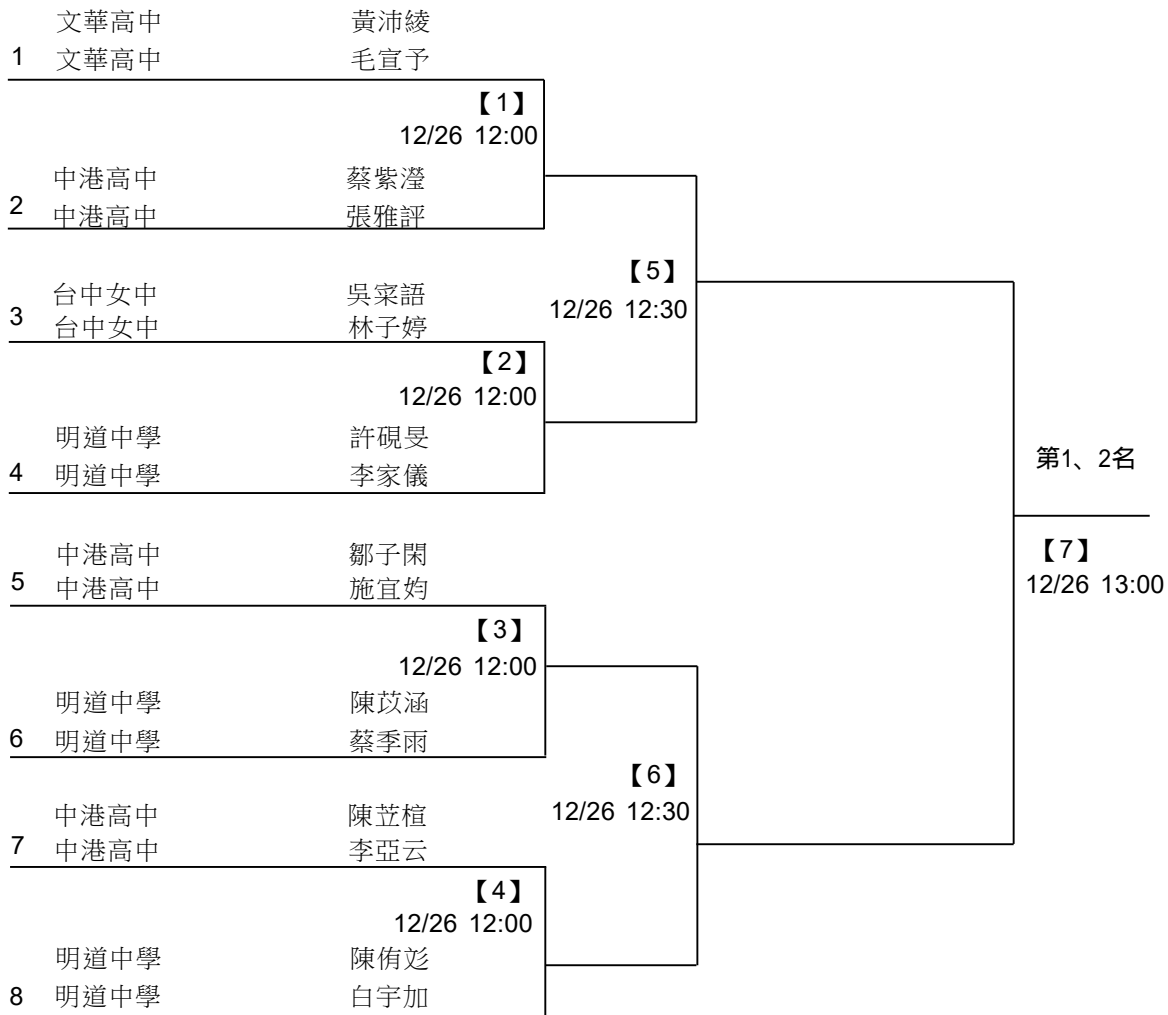 文華高中 黃沛綾
1 文華高中 毛宣予
【1】
12/26 12:00
中港高中 蔡紫瀅
2 中港高中 張雅評
【5】
12/26 12:30
台中女中 吳寀語
3 台中女中 林子婷
【2】
12/26 12:00
明道中學 許硯旻
4 明道中學 李家儀
第1、2名
【7】
12/26 13:00
中港高中 鄒子閑
5 中港高中 施宜妁
【3】
12/26 12:00
明道中學 陳苡涵
6 明道中學 蔡季雨
【6】
12/26 12:30
中港高中 陳苙楦
7 中港高中 李亞云
【4】
12/26 12:00
明道中學 陳侑彣
8 明道中學 白宇加